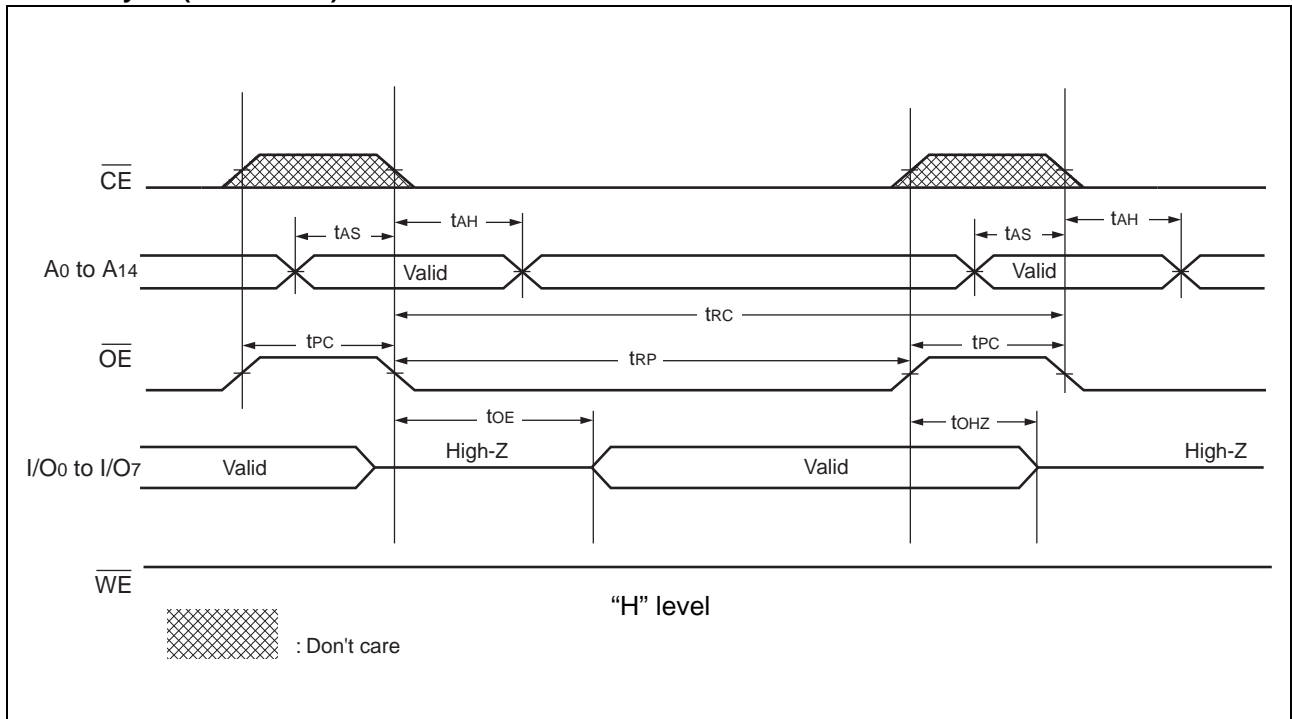 CE
tAS
tAH
tAS
tAH
A0 to A14
Valid
Valid
tRC
tPC
tRP
tPC
OE
tOE
tOHZ
I/O0 to I/O7
Valid
High-Z
Valid
High-Z
WE
“H” level
: Don't care